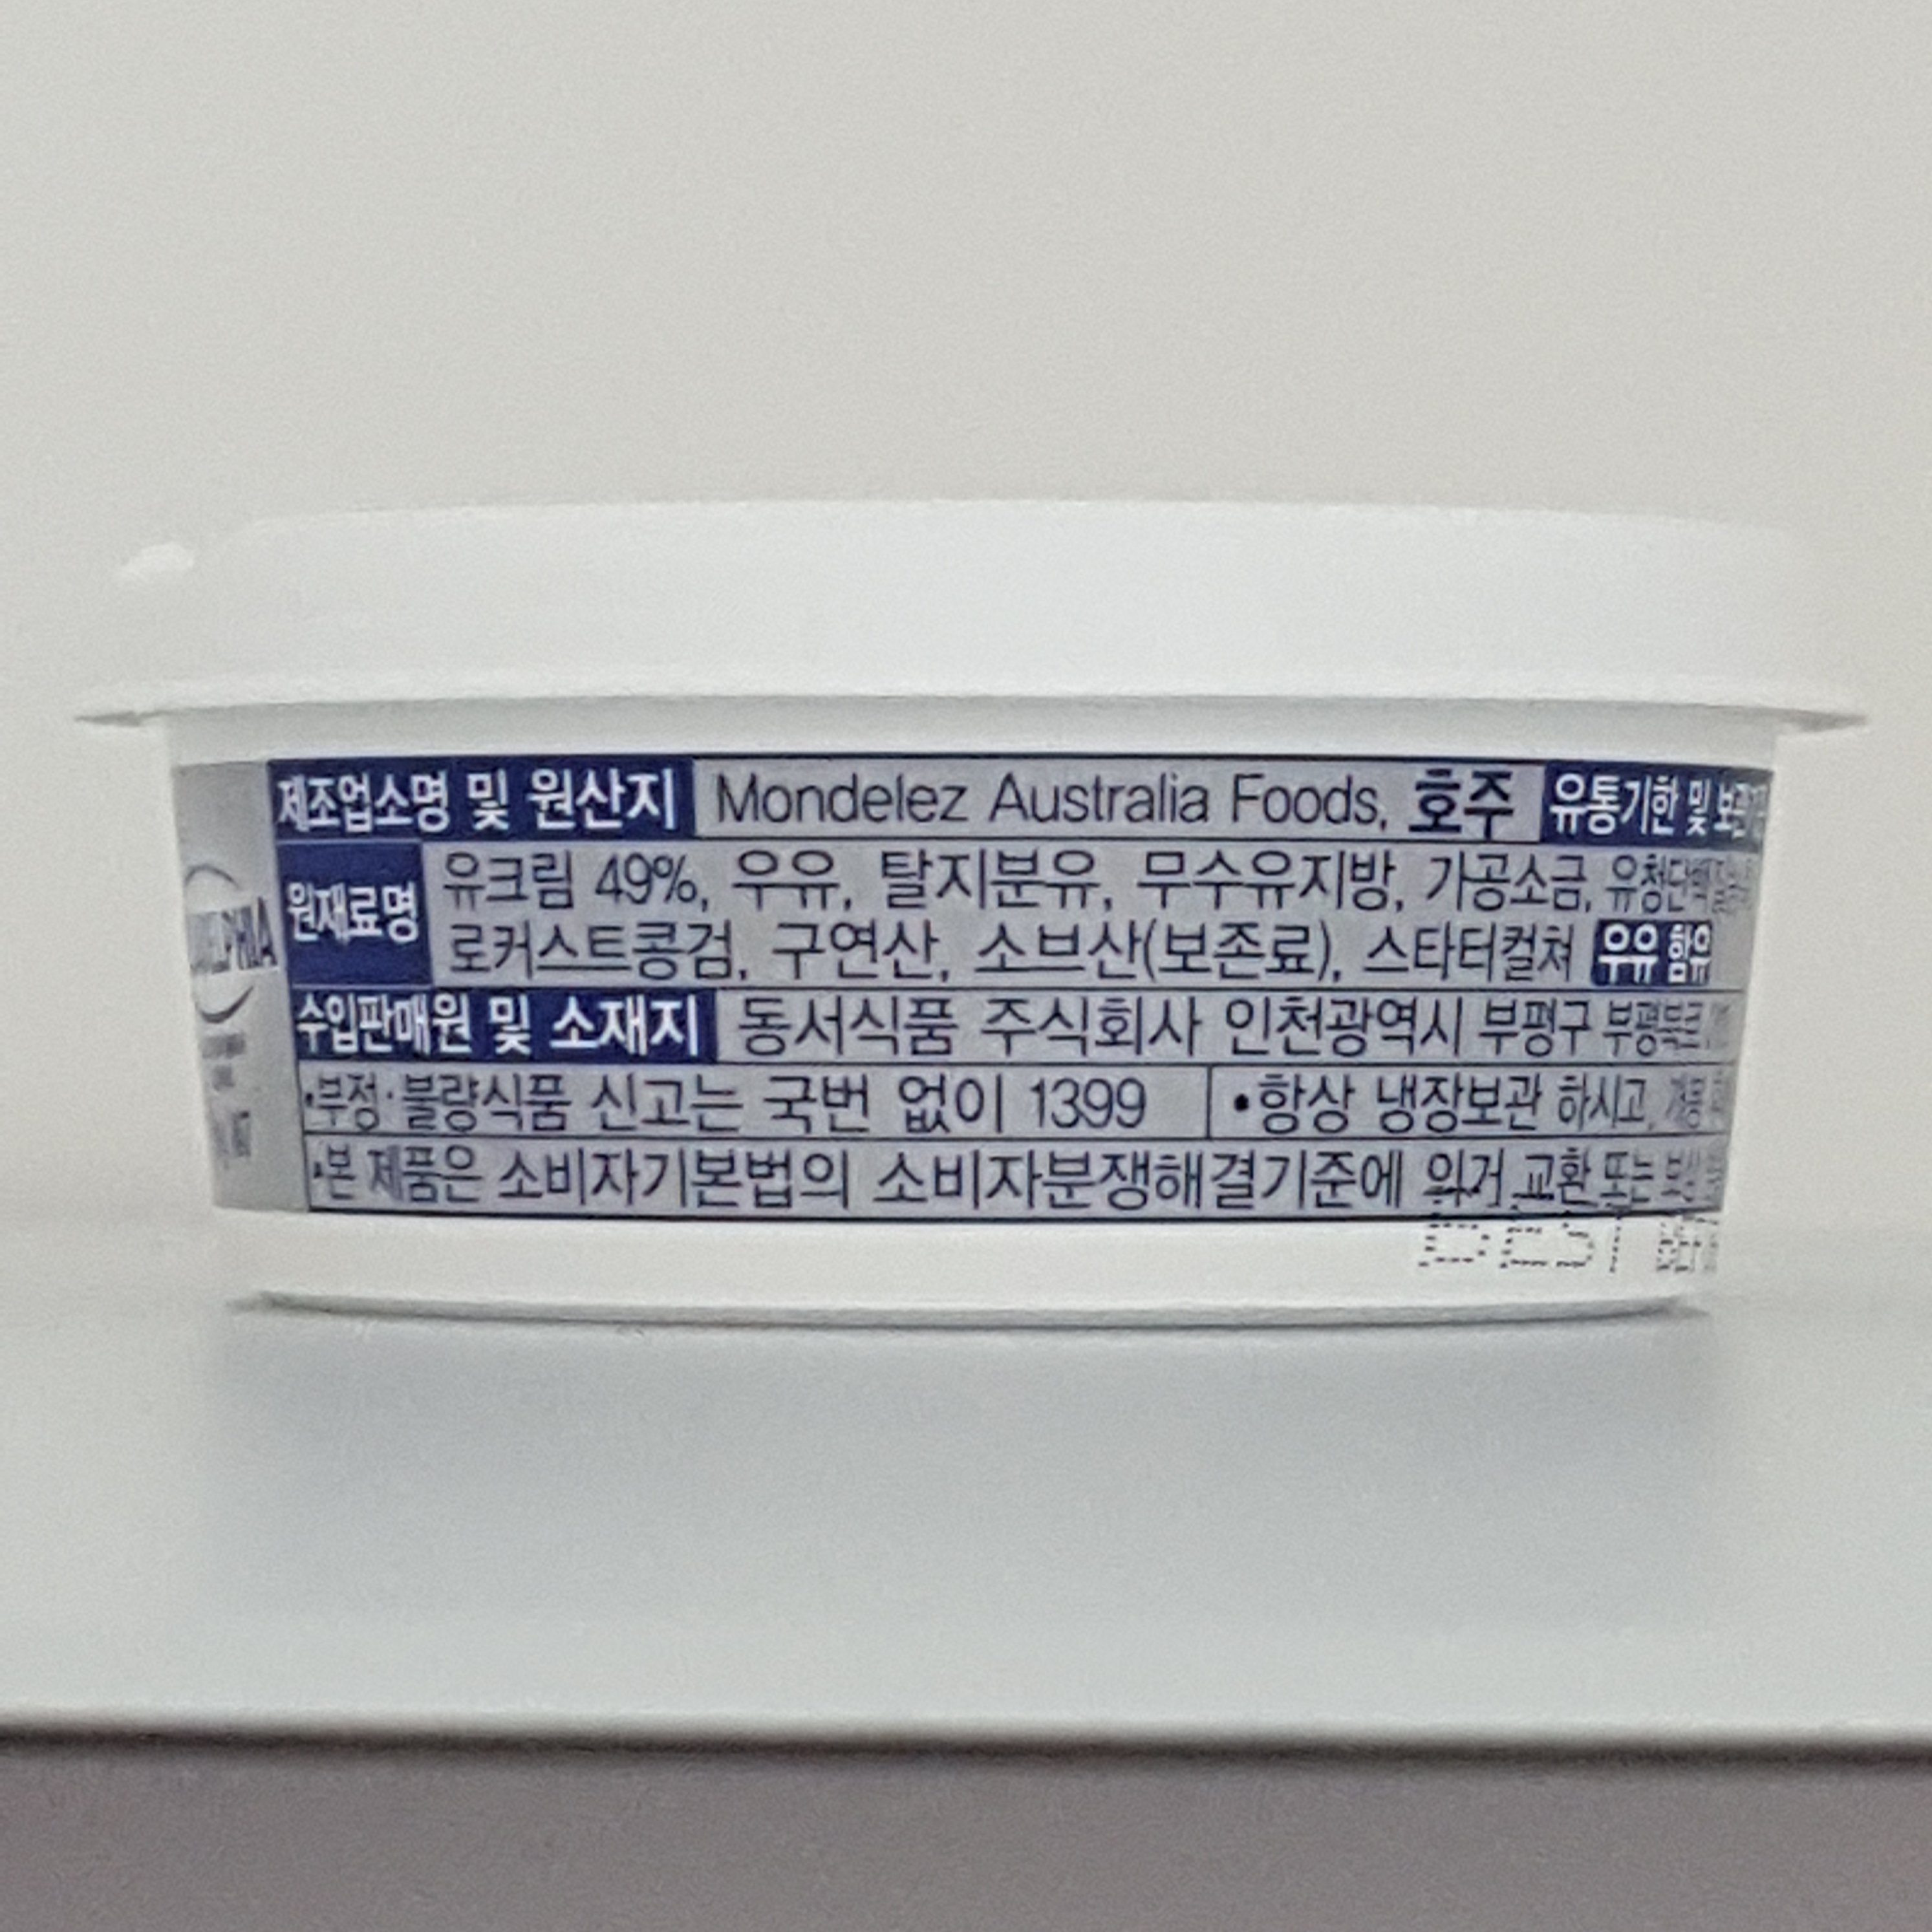 제조업소명 및 원산지 Mondelez Australia Foods, 호주 유통기한 및
원재료명 유크림 49%, 우유, 탈지분유, 무수유지방, 가공소금,
로커스트콩검, 구연산, 소브산(보존료), 스타터컬쳐 우유 함유
수입판매원 및 소재지 동서식품 주식회사 인천광역시 부평구
•부정·불량식품 신고는 국번 없이 1399 •항상 냉장보관 하시고,
•본 제품은 소비자기본법의 소비자분쟁해결기준에 의거 교환 또는